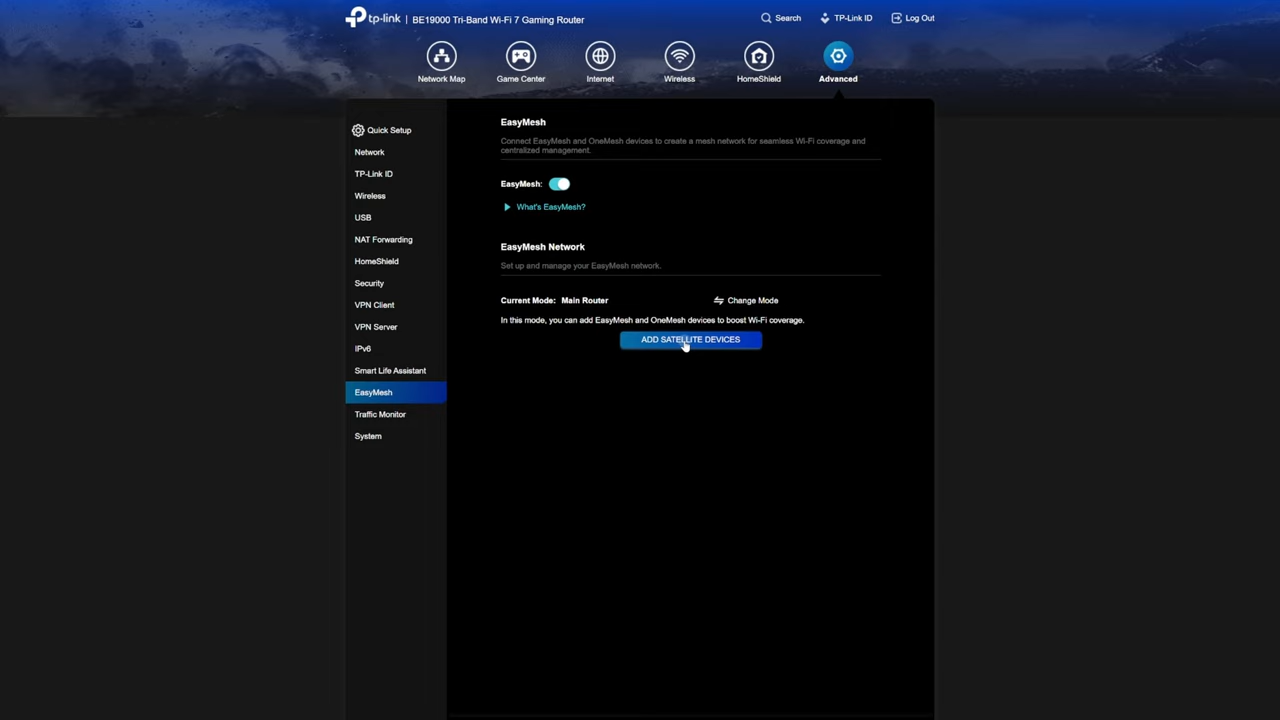 tp-link | BE19000 Tri-Band Wi-Fi 7 Gaming Router
Search
TP-Link ID
Log Out
Network Map
Game Center
Internet
Wireless
HomeShield
Advanced
Quick Setup
Network
TP-Link ID
Wireless
USB
NAT Forwarding
HomeShield
Security
VPN Client
VPN Server
IPv6
Smart Life Assistant
EasyMesh
Traffic Monitor
System
EasyMesh
Connect EasyMesh and OneMesh devices to create a mesh network for seamless Wi-Fi coverage and
centralized management.
EasyMesh:
What's EasyMesh?
EasyMesh Network
Set up and manage your EasyMesh network.
Current Mode: Main Router
Change Mode
In this mode, you can add EasyMesh and OneMesh devices to boost Wi-Fi coverage.
ADD SATELLITE DEVICES